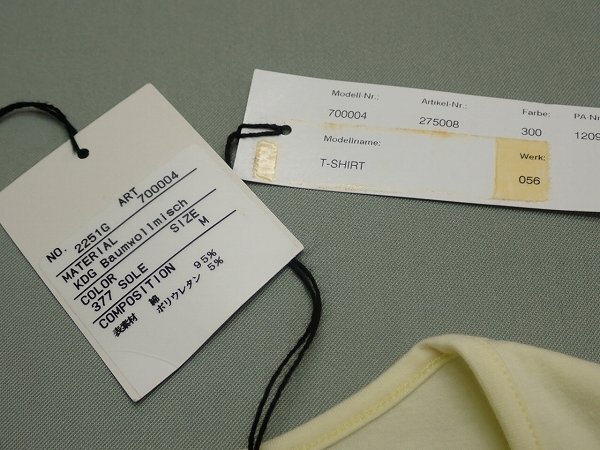 NO. 2251G ART 700004
MATERIAL
KDG Baumwollmisch
COLOR SIZE
377 SOLE M
COMPOSITION
表素材 綿 95%
ポリウレタン 5%
Modell-Nr.: Artikel-Nr.: Farbe: PA-Nr
700004 275008 300 1209
Modellname: Werk:
T-SHIRT 056